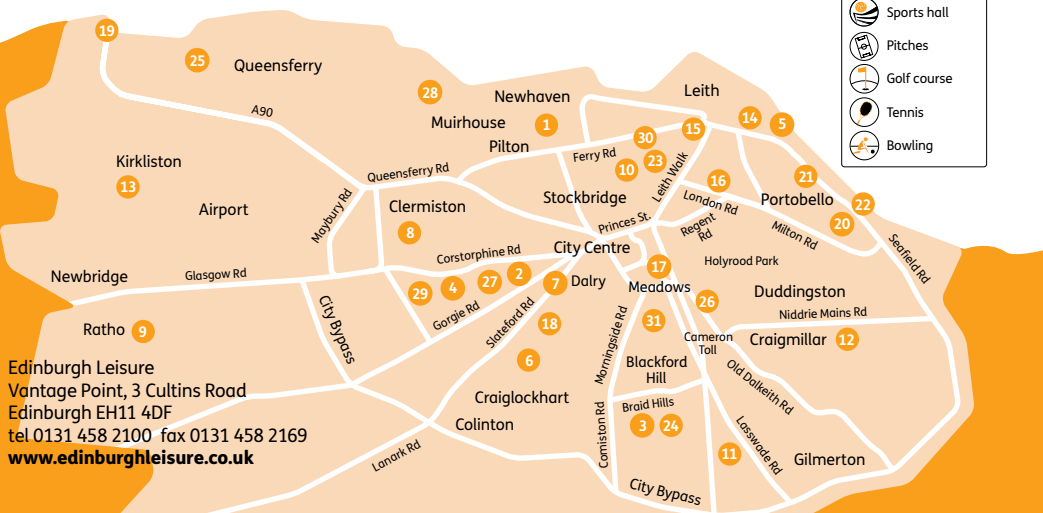 Sports hall
Pitches
Golf course
Tennis
Bowling
19
25
Queensferry
28
Newhaven
Leith
A90
Muirhouse
1
14
5
Pilton
30
15
Ferry Rd
Kirkliston
13
Queensferry Rd
10
23
Leith Walk
16
21
Airport
Maybury Rd
Clermiston
8
Stockbridge
London Rd
Portobello
22
20
Princes St.
Regent
Rd
Milton Rd
Seafield Rd
City Centre
Corstorphine Rd
Holyrood Park
Newbridge
Glasgow Rd
29
4
27
2
7
Dalry
17
Meadows
26
Duddingston
City Bypass
Gorgie Rd
Slateford Rd
18
Morningside Rd
31
Niddrie Mains Rd
Ratho
9
6
Cameron
Toll
Craigmillar
12
Blackford
Hill
Old Dalkeith Rd
Craiglockhart
Braid Hills
3
24
Colinton
Comiston Rd
Lasswade Rd
11
Gilmerton
Lanark Rd
City Bypass
Edinburgh Leisure
Vantage Point, 3 Cultins Road
Edinburgh EH11 4DF
tel 0131 458 2100 fax 0131 458 2169
www.edinburghleisure.co.uk